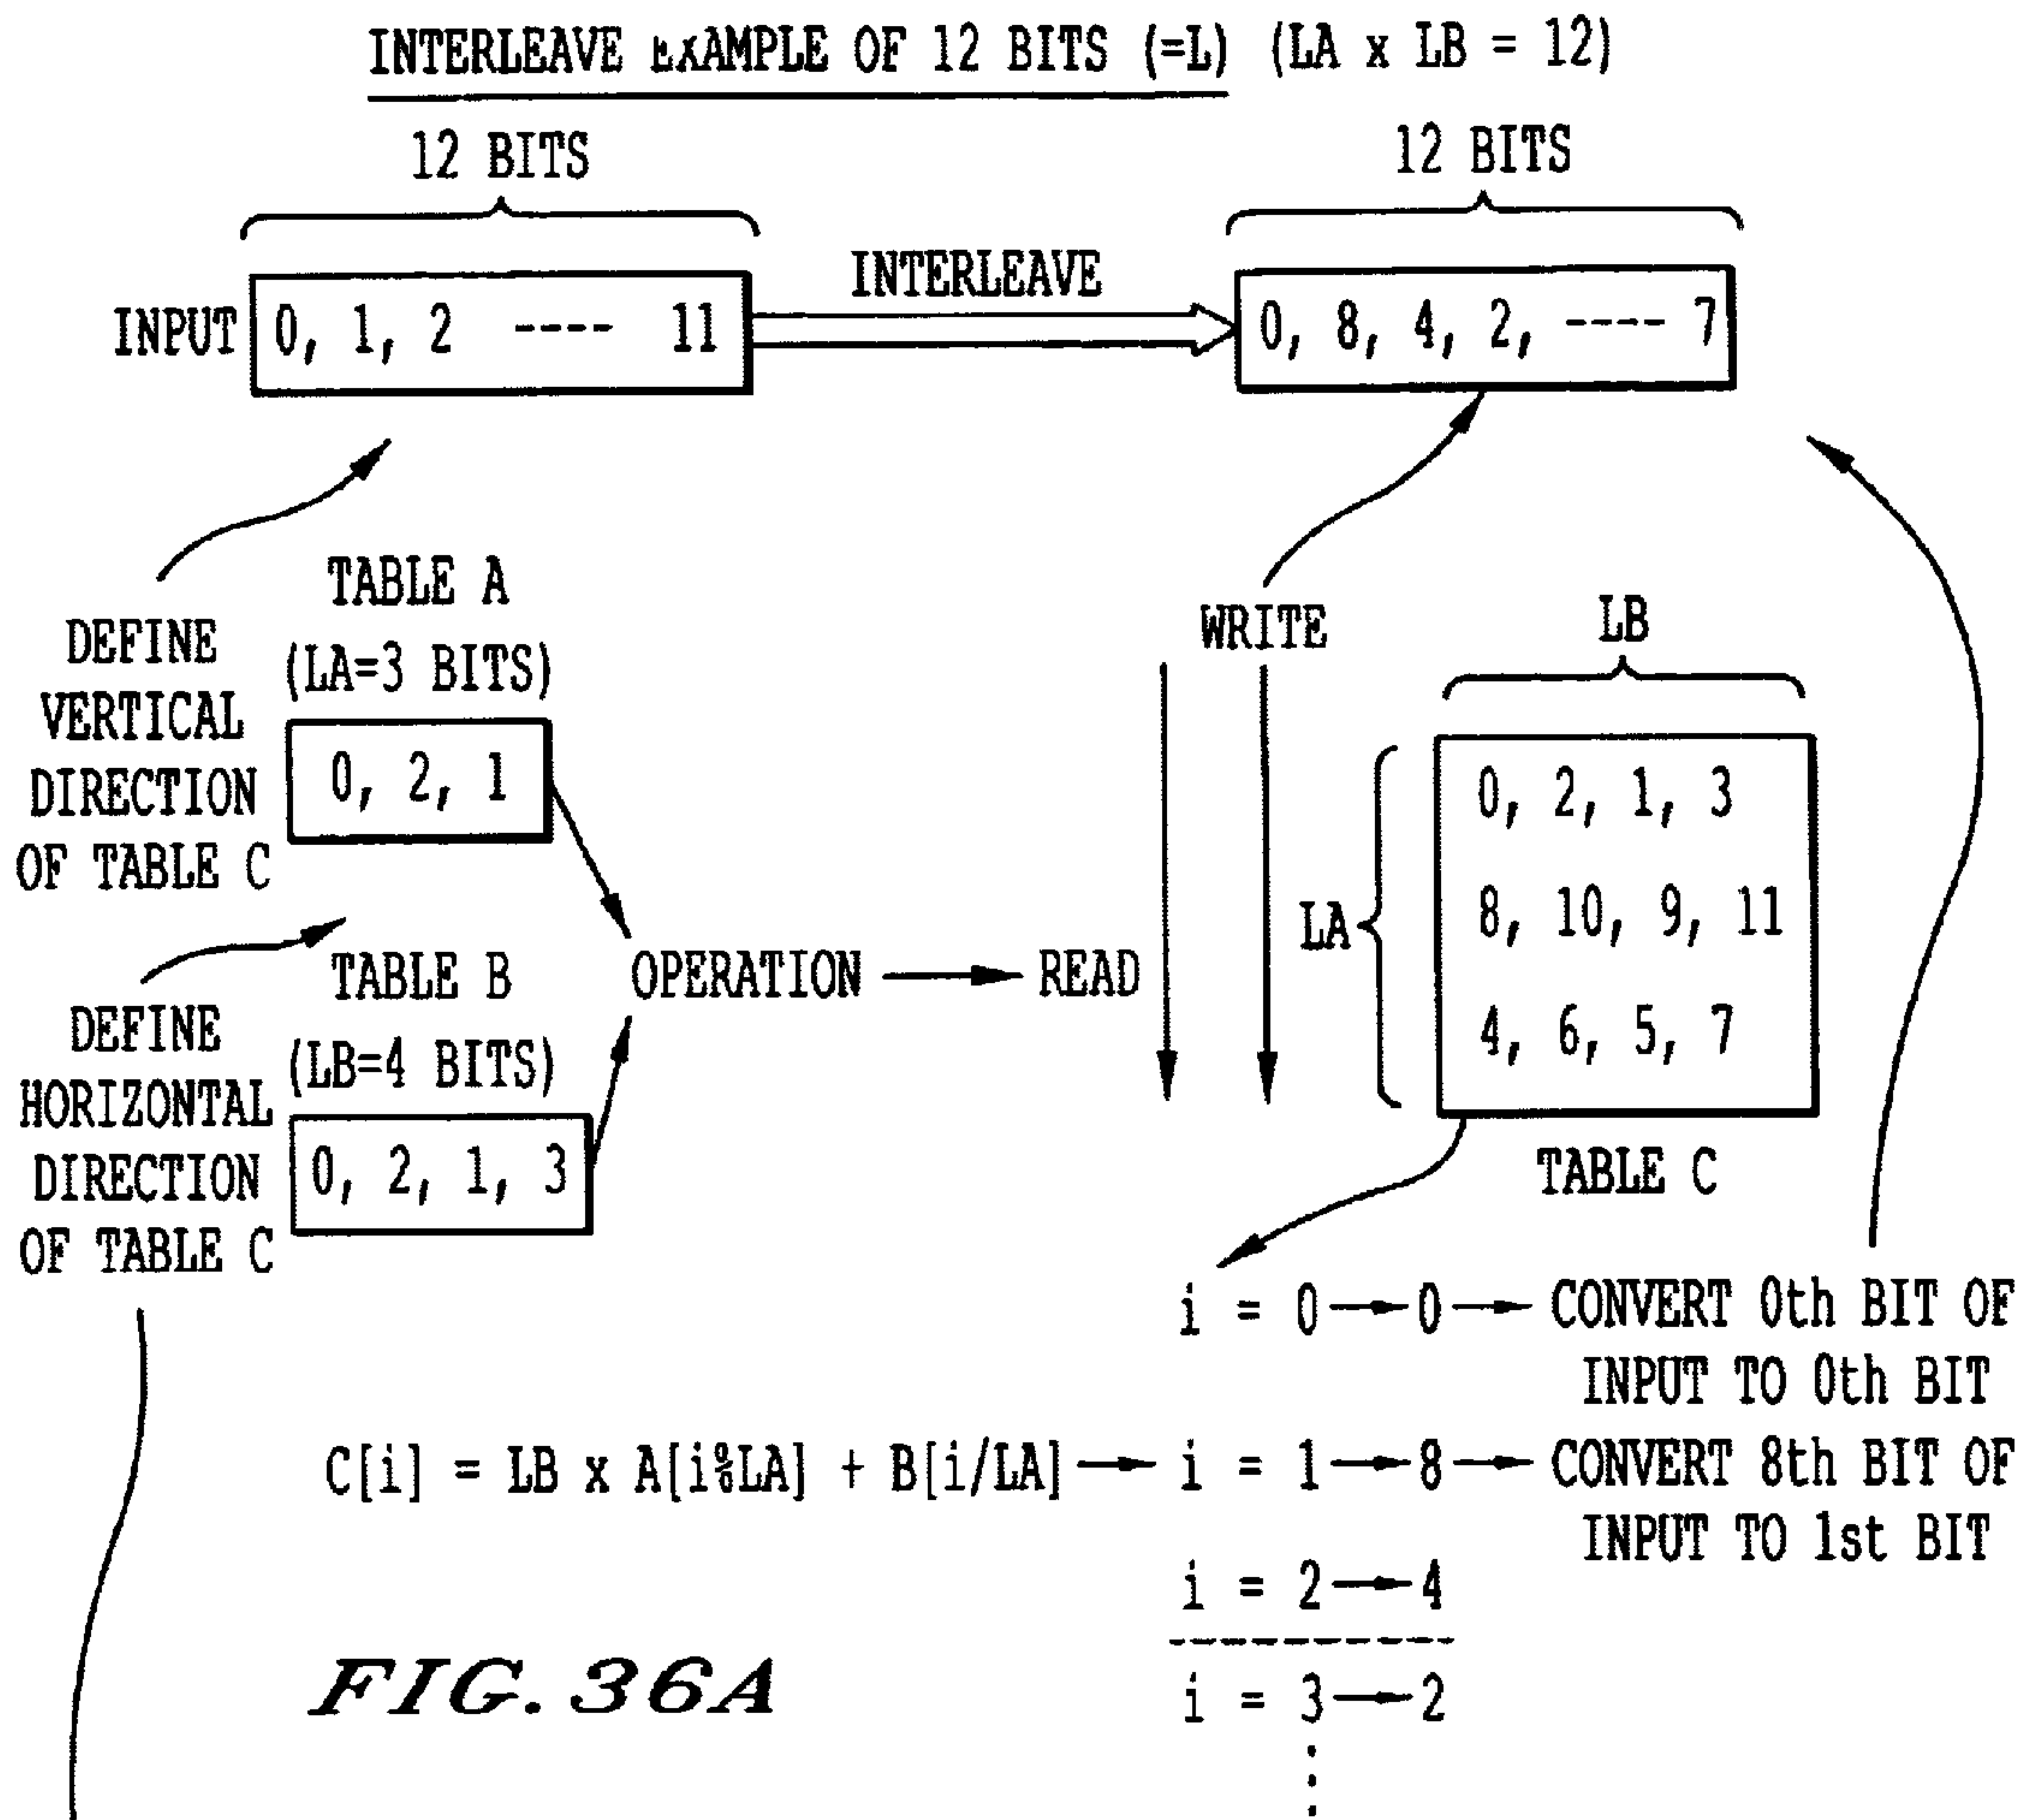 INTERLEAVE EXAMPLE OF 12 BITS (=L) (LA x LB = 12)
12 BITS
12 BITS
INPUT
0, 1, 2 ---- 11
INTERLEAVE
0, 8, 4, 2, ---- 7
DEFINE
VERTICAL
DIRECTION
OF TABLE C
TABLE A
(LA=3 BITS)
0, 2, 1
DEFINE
HORIZONTAL
DIRECTION
OF TABLE C
TABLE B
(LB=4 BITS)
0, 2, 1, 3
OPERATION
READ
WRITE
LB
LA
0, 2, 1, 3
8, 10, 9, 11
4, 6, 5, 7
TABLE C
i = 0 → 0 → CONVERT 0th BIT OF
INPUT TO 0th BIT
C[i] = LB x A[i%LA] + B[i/LA] → i = 1 → 8 → CONVERT 8th BIT OF
INPUT TO 1st BIT
i = 2 → 4
i = 3 → 2
FIG. 36A